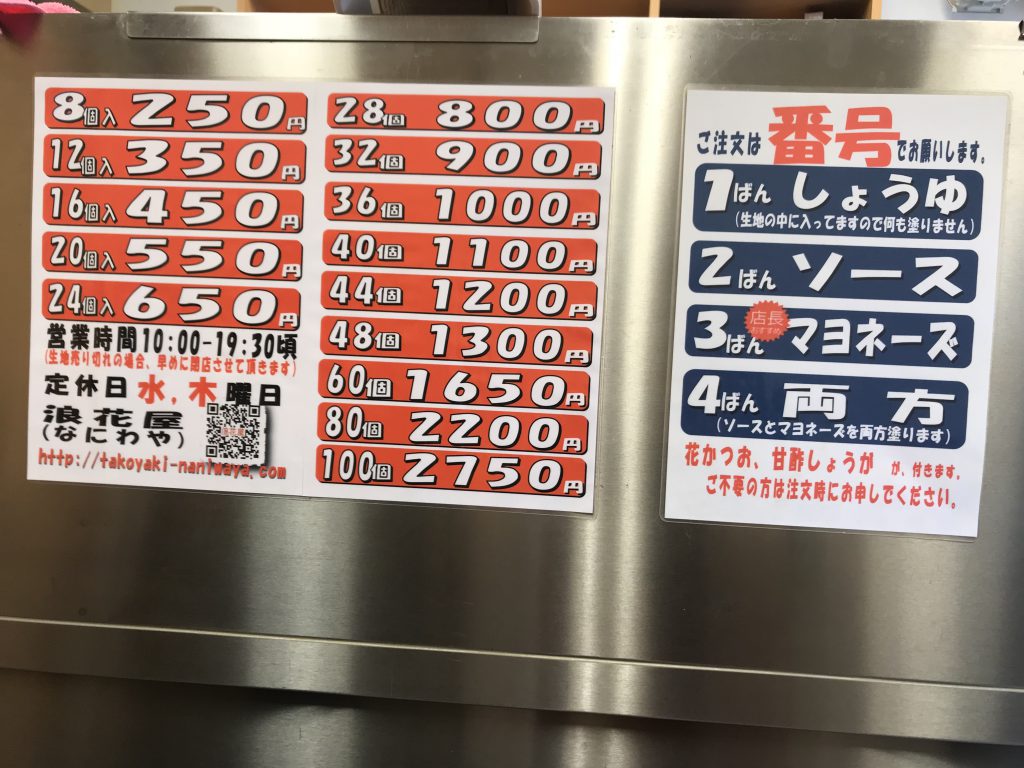 8個入 250円
12個入 350円
16個入 450円
20個入 550円
24個入 650円
営業時間10:00-19:30頃
(生地売り切れの場合、早めに閉店させて頂きます)
定休日 水,木曜日
浪花屋
(なにわや)
http://takoyaki-naniwaya.com
28個 800円
32個 900円
36個 1000円
40個 1100円
44個 1200円
48個 1300円
60個 1650円
80個 2200円
100個 2750円
ご注文は番号でお願いします。
1ばん しょうゆ
(生地の中に入ってますので何も塗りません)
2ばん ソース
店長
おすすめ
3ばん マヨネーズ
4ばん 両方
(ソースとマヨネーズを両方塗ります)
花かつお、甘酢しょうが が、付きます。
ご不要の方は注文時にお申しでください。